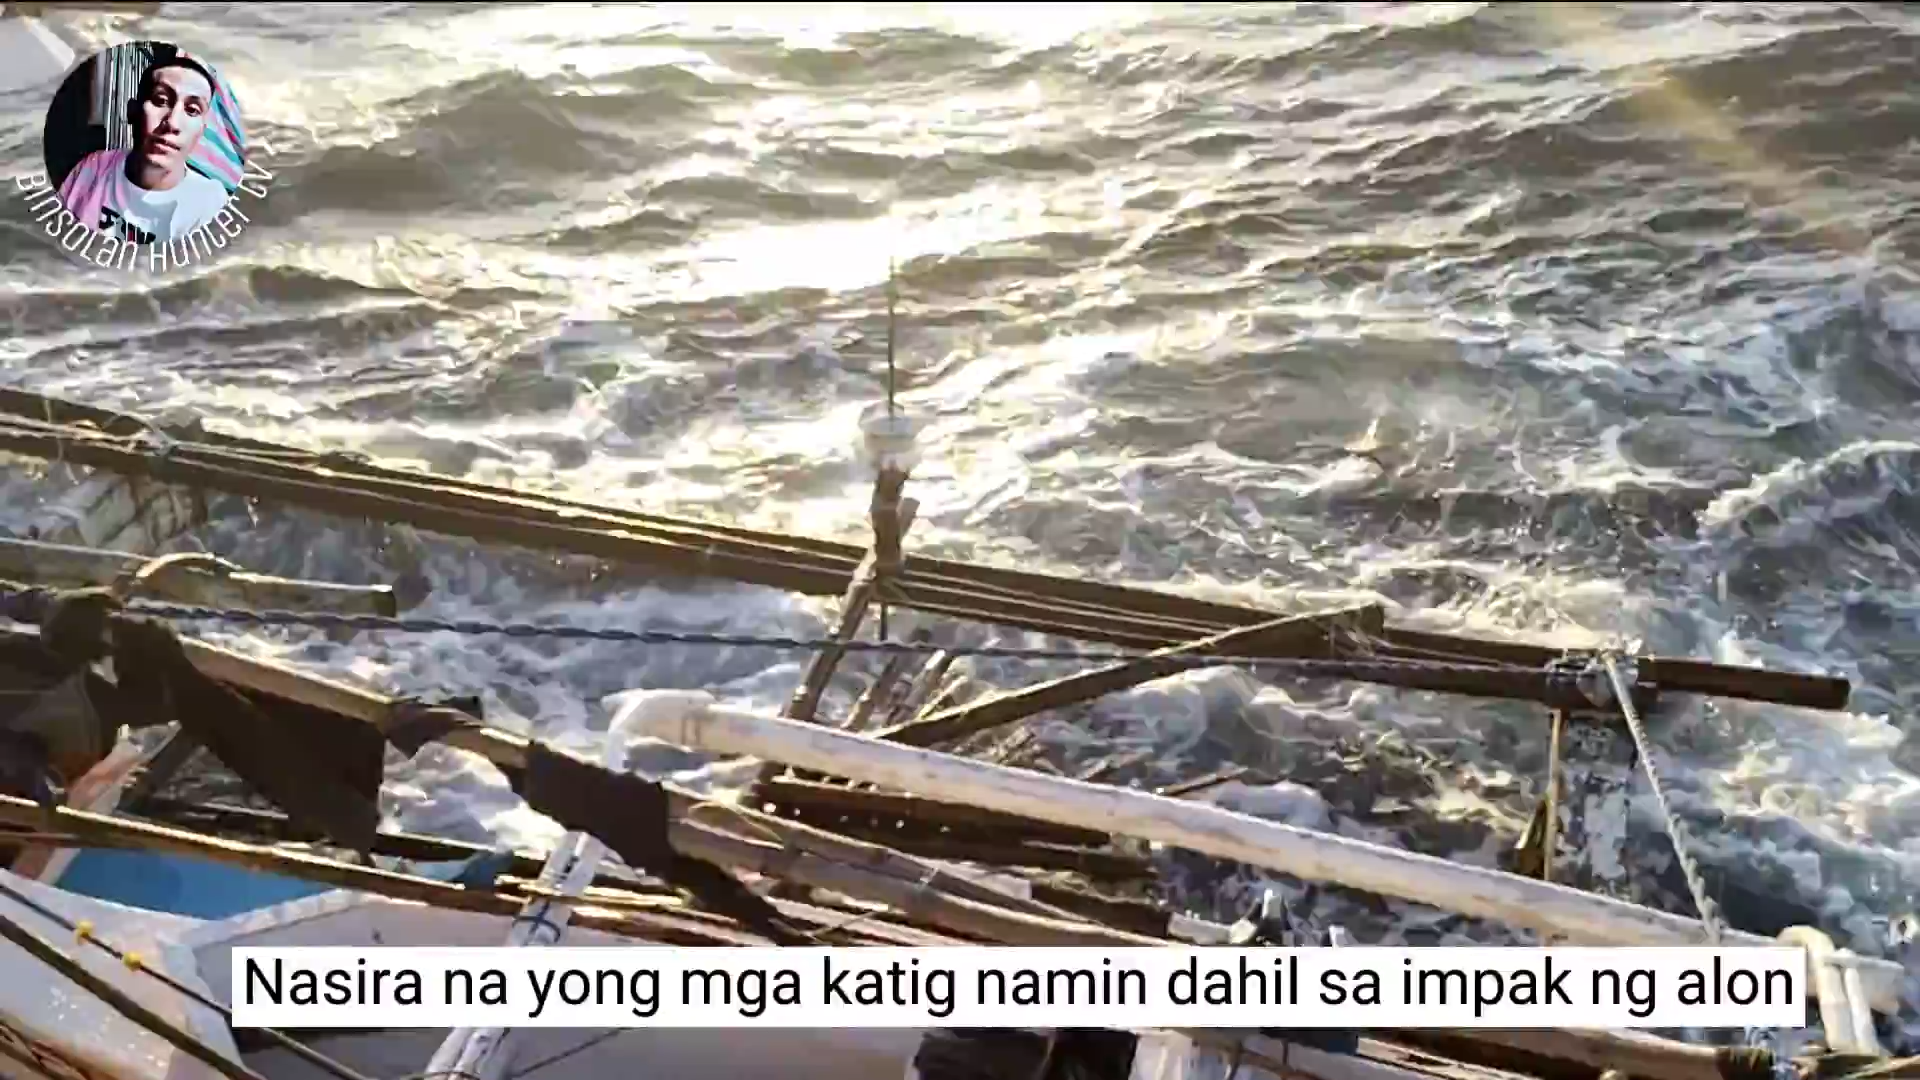 Binsolan Hunter tv
Nasira na yong mga katig namin dahil sa impak ng alon